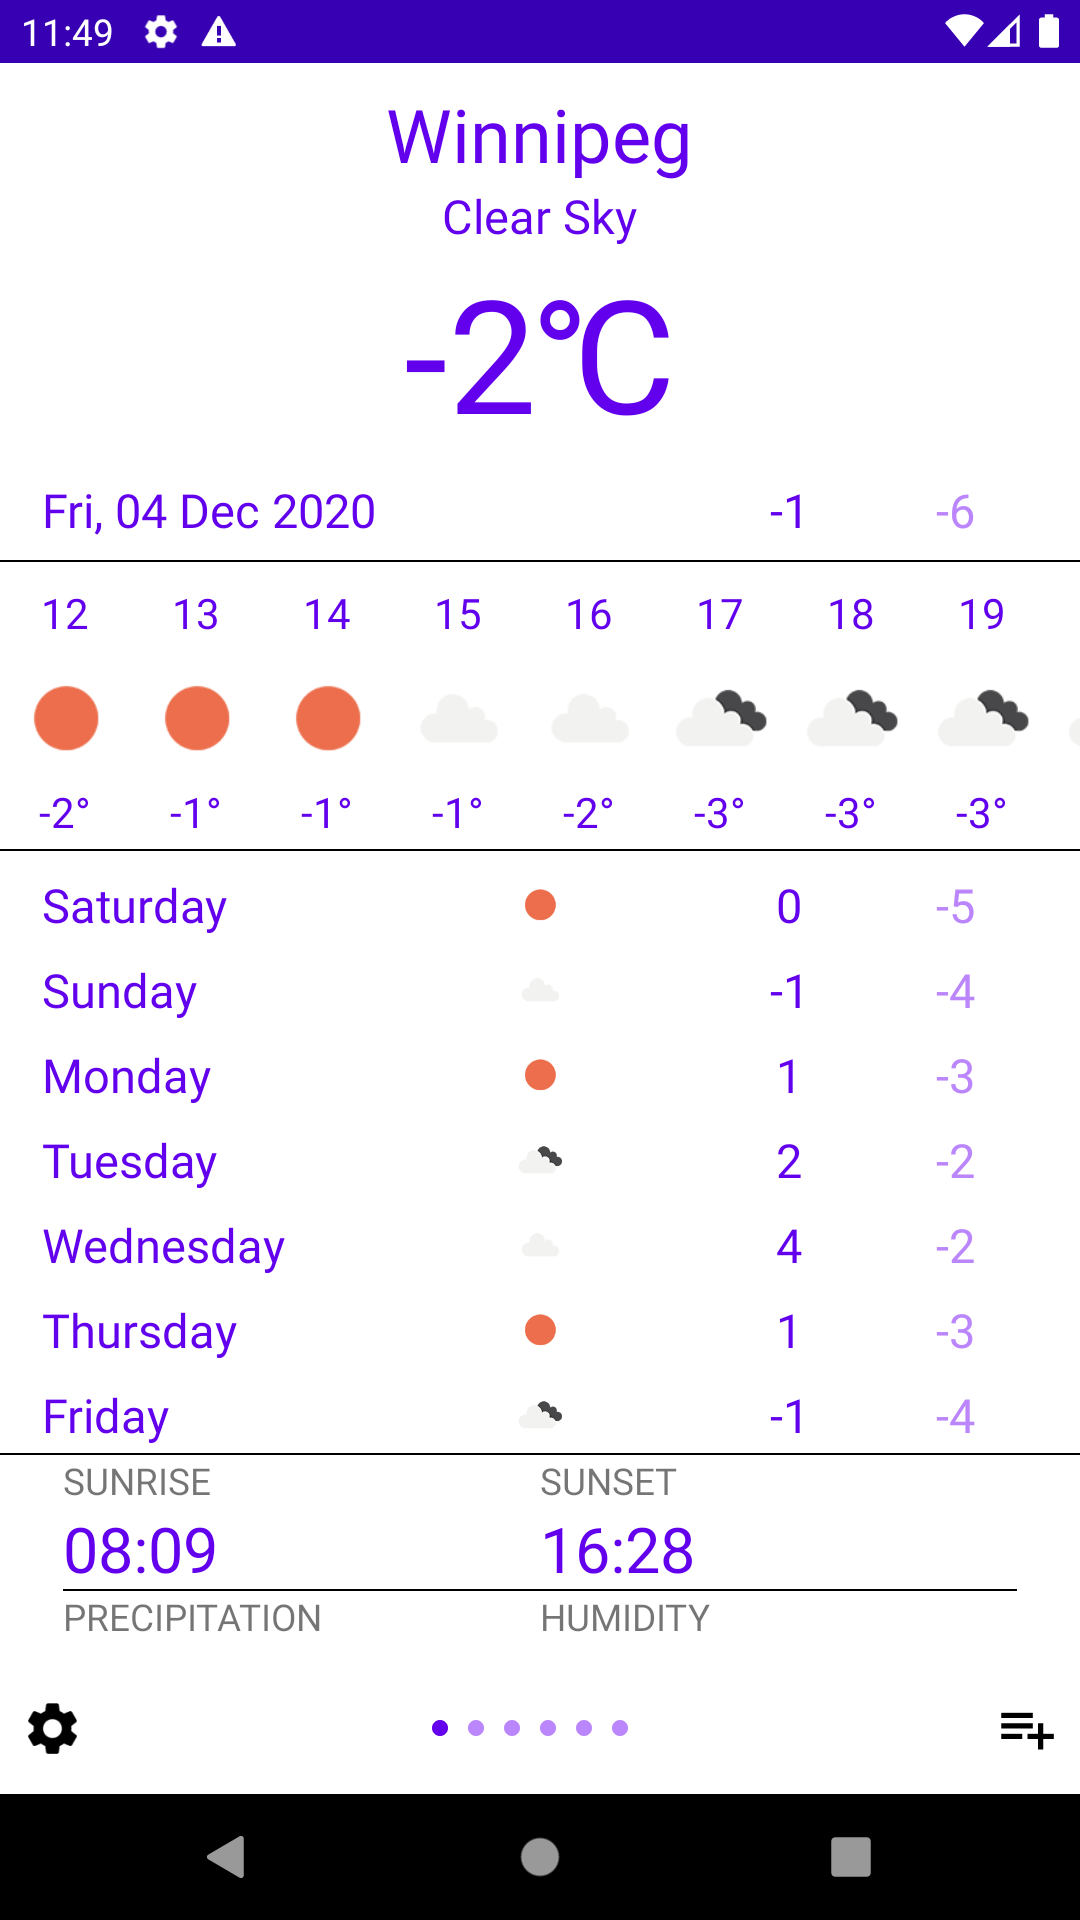 11:49
Winnipeg
Clear Sky
-2°C
Fri, 04 Dec 2020 -1 -6
12 13 14 15 16 17 18 19
-2° -1° -1° -1° -2° -3° -3° -3°
Saturday 0 -5
Sunday -1 -4
Monday 1 -3
Tuesday 2 -2
Wednesday 4 -2
Thursday 1 -3
Friday -1 -4
SUNRISE SUNSET
08:09 16:28
PRECIPITATION HUMIDITY